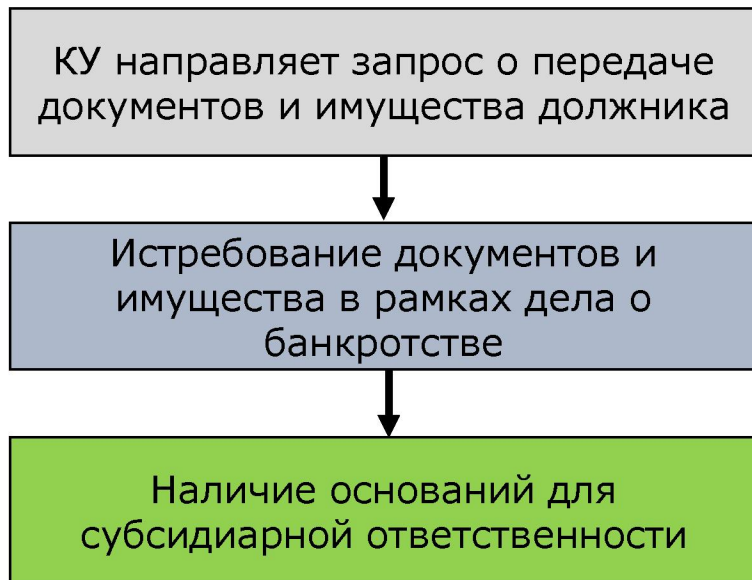 КУ направляет запрос о передаче
документов и имущества должника
Истребование документов и
имущества в рамках дела о
банкротстве
Наличие оснований для
субсидиарной ответственности